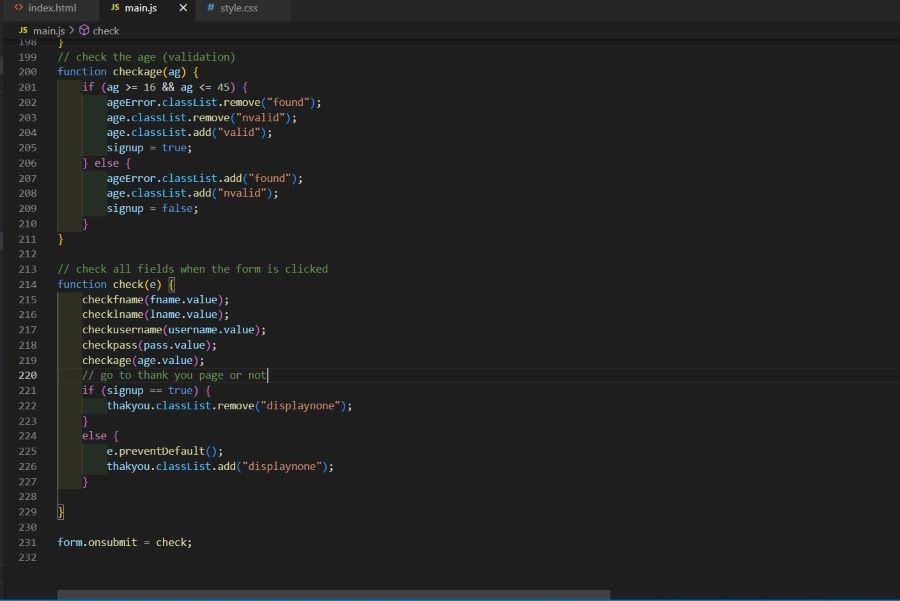 index.html main.js style.css
JS main.js > check
198 }
199 // check the age (validation)
200 function checkage(ag) {
201 if (ag >= 16 && ag <= 45) {
202 ageError.classList.remove("found");
203 age.classList.remove("nvalid");
204 age.classList.add("valid");
205 signup = true;
206 } else {
207 ageError.classList.add("found");
208 age.classList.add("nvalid");
209 signup = false;
210 }
211 }
212
213 // check all fields when the form is clicked
214 function check(e) {
215 checkfname(fname.value);
216 checklname(lname.value);
217 checkusername(username.value);
218 checkpass(pass.value);
219 checkage(age.value);
220 // go to thank you page or not
221 if (signup == true) {
222 thakyou.classList.remove("displaynone");
223 }
224 else {
225 e.preventDefault();
226 thakyou.classList.add("displaynone");
227 }
228
229 }
230
231 form.onsubmit = check;
232